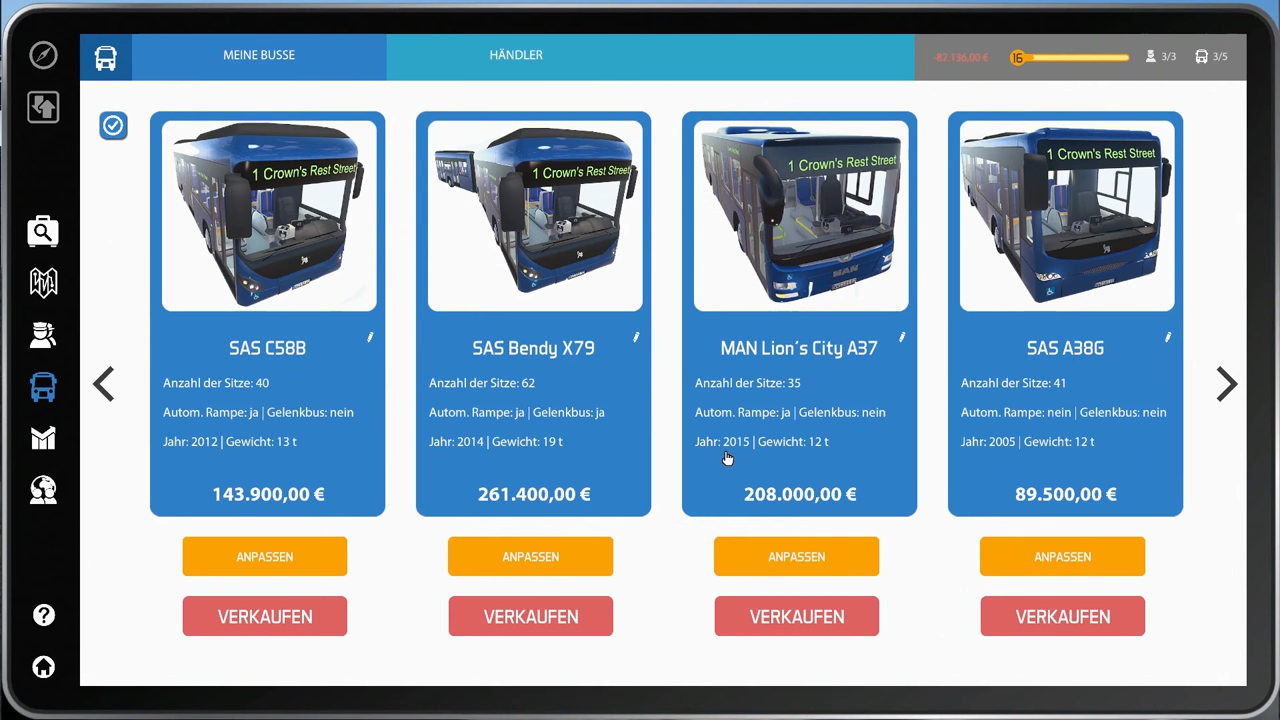 MEINE BUSSE
HÄNDLER
-82.136,00 €
16
3/3
3/5
1 Crown's Rest Street
1 Crown's Rest Street
1 Crown's Rest Street
MAN
1 Crown's Rest Street
SAS C58B
Anzahl der Sitze: 40
Autom. Rampe: ja | Gelenkbus: nein
Jahr: 2012 | Gewicht: 13 t
143.900,00 €
ANPASSEN
VERKAUFEN
SAS Bendy X79
Anzahl der Sitze: 62
Autom. Rampe: ja | Gelenkbus: ja
Jahr: 2014 | Gewicht: 19 t
261.400,00 €
ANPASSEN
VERKAUFEN
MAN Lion´s City A37
Anzahl der Sitze: 35
Autom. Rampe: ja | Gelenkbus: nein
Jahr: 2015 | Gewicht: 12 t
208.000,00 €
ANPASSEN
VERKAUFEN
SAS A38G
Anzahl der Sitze: 41
Autom. Rampe: nein | Gelenkbus: nein
Jahr: 2005 | Gewicht: 12 t
89.500,00 €
ANPASSEN
VERKAUFEN
?